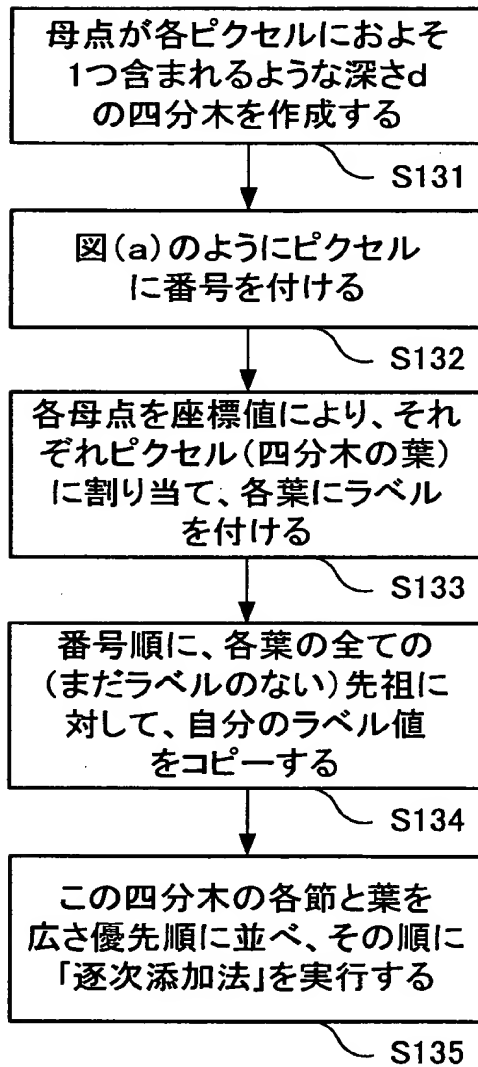 母点が各ピクセルにおよそ
1つ含まれるような深さd
の四分木を作成する
S131
図(a)のようにピクセル
に番号を付ける
S132
各母点を座標値により、それ
ぞれピクセル(四分木の葉)
に割り当て、各葉にラベル
を付ける
S133
番号順に、各葉の全ての
(まだラベルのない)先祖に
対して、自分のラベル値
をコピーする
S134
この四分木の各節と葉を
広さ優先順に並べ、その順に
「逐次添加法」を実行する
S135